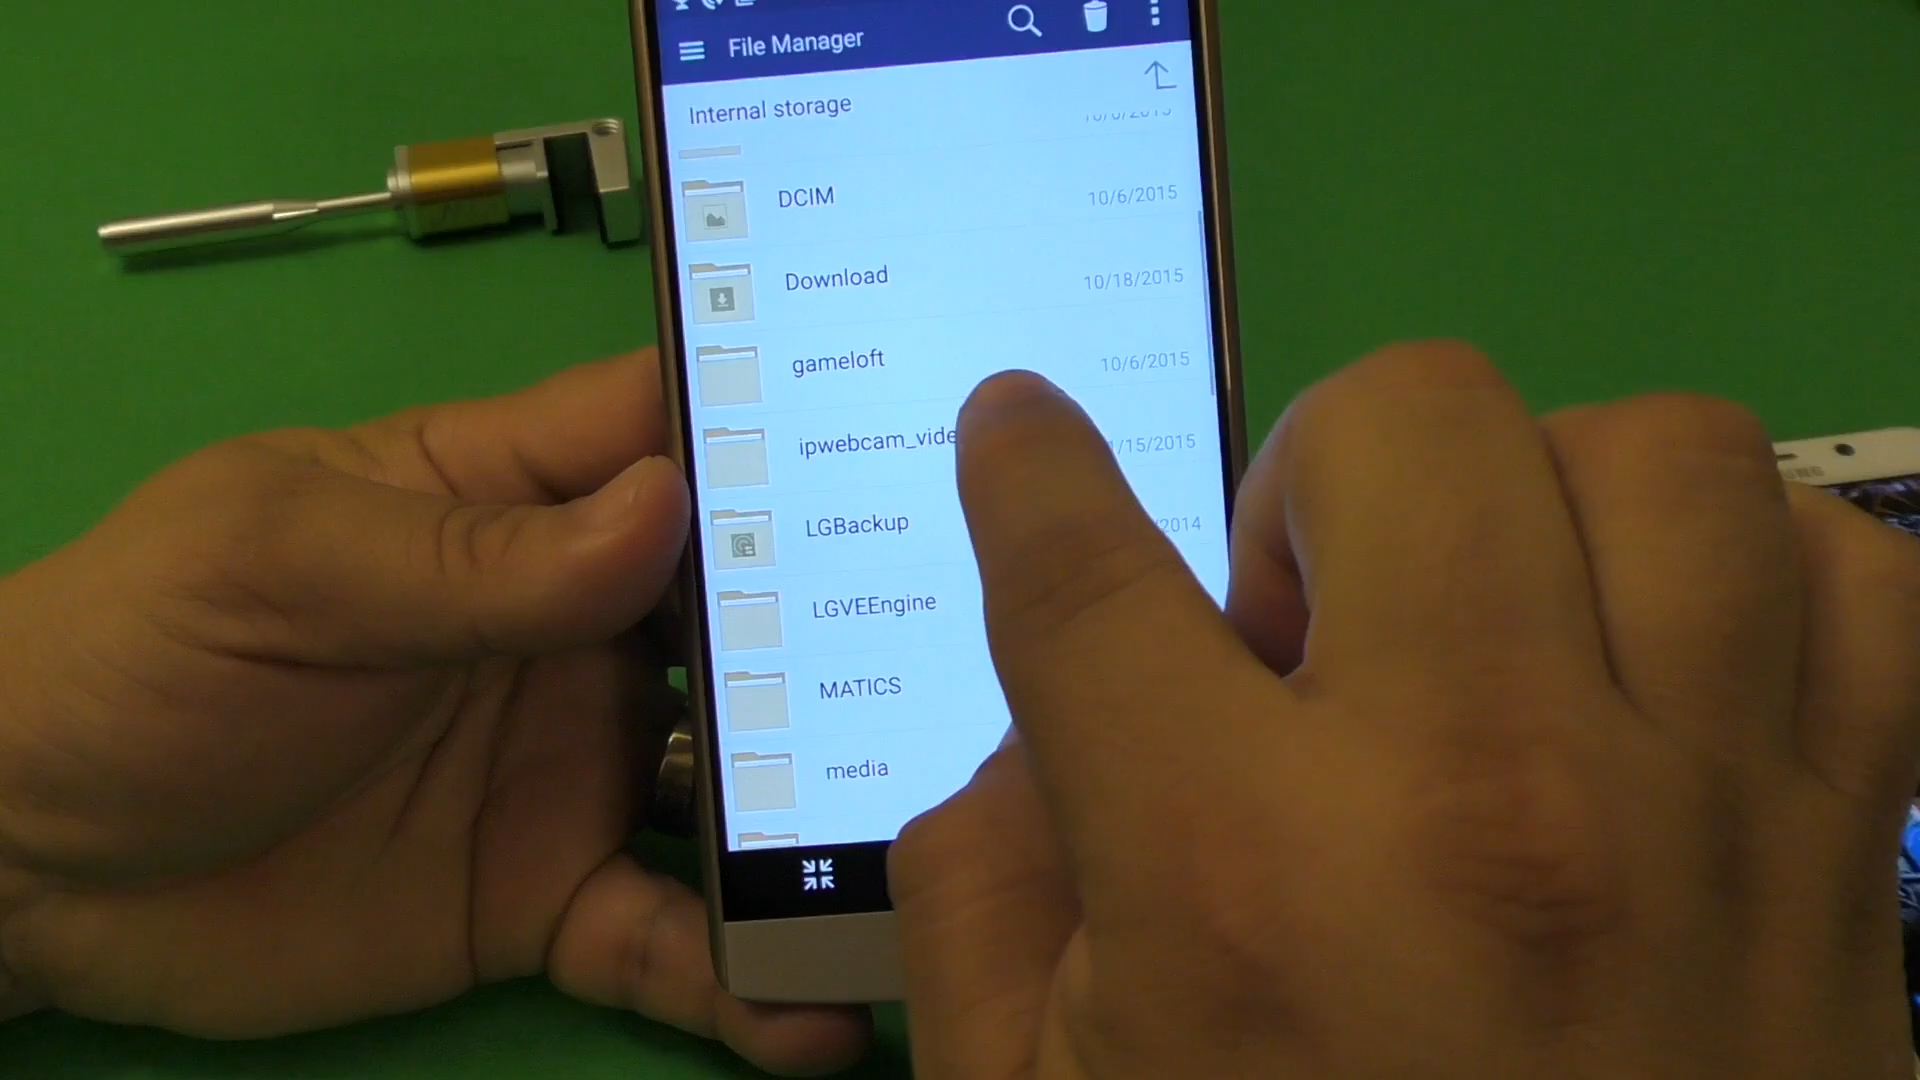 File Manager
Internal storage
DCIM 10/6/2015
Download 10/18/2015
gameloft 10/6/2015
ipwebcam_vide /15/2015
LGBackup 2014
LGVEEngine
MATICS
media